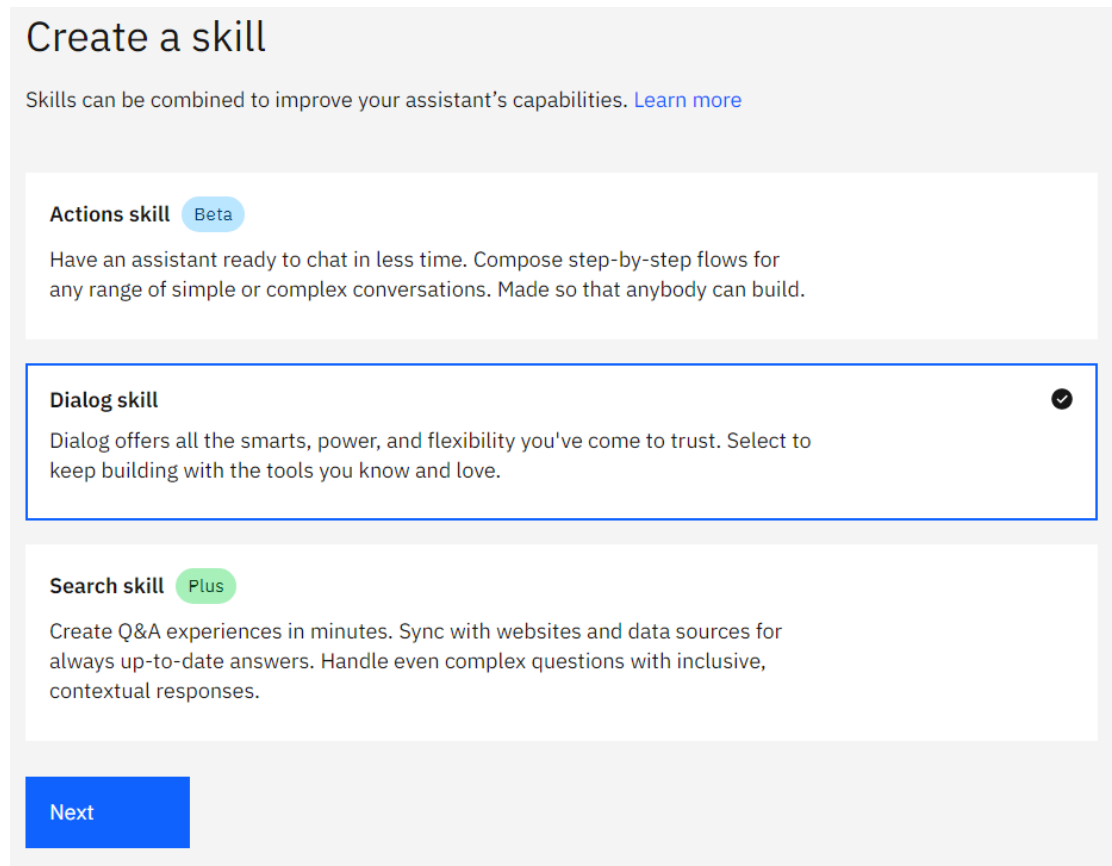 Create a skill
Skills can be combined to improve your assistant’s capabilities. Learn more
Actions skill Beta
Have an assistant ready to chat in less time. Compose step-by-step flows for
any range of simple or complex conversations. Made so that anybody can build.
Dialog skill
Dialog offers all the smarts, power, and flexibility you've come to trust. Select to
keep building with the tools you know and love.
Search skill Plus
Create Q&A experiences in minutes. Sync with websites and data sources for
always up-to-date answers. Handle even complex questions with inclusive,
contextual responses.
Next